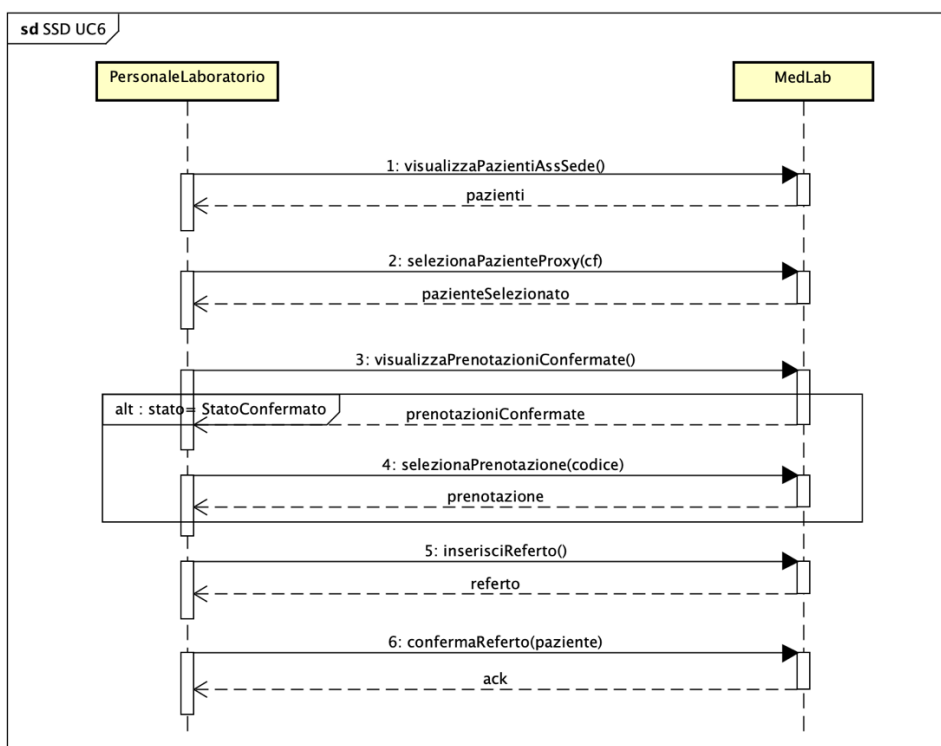 sd SSD UC6
PersonaleLaboratorio
MedLab
1: visualizzaPazientiAssSede()
pazienti
2: selezionaPazienteProxy(cf)
pazienteSelezionato
3: visualizzaPrenotazioniConfermate()
alt : stato= StatoConfermato
prenotazioniConfermate
4: selezionaPrenotazione(codice)
prenotazione
5: inserisciReferto()
referto
6: confermaReferto(paziente)
ack